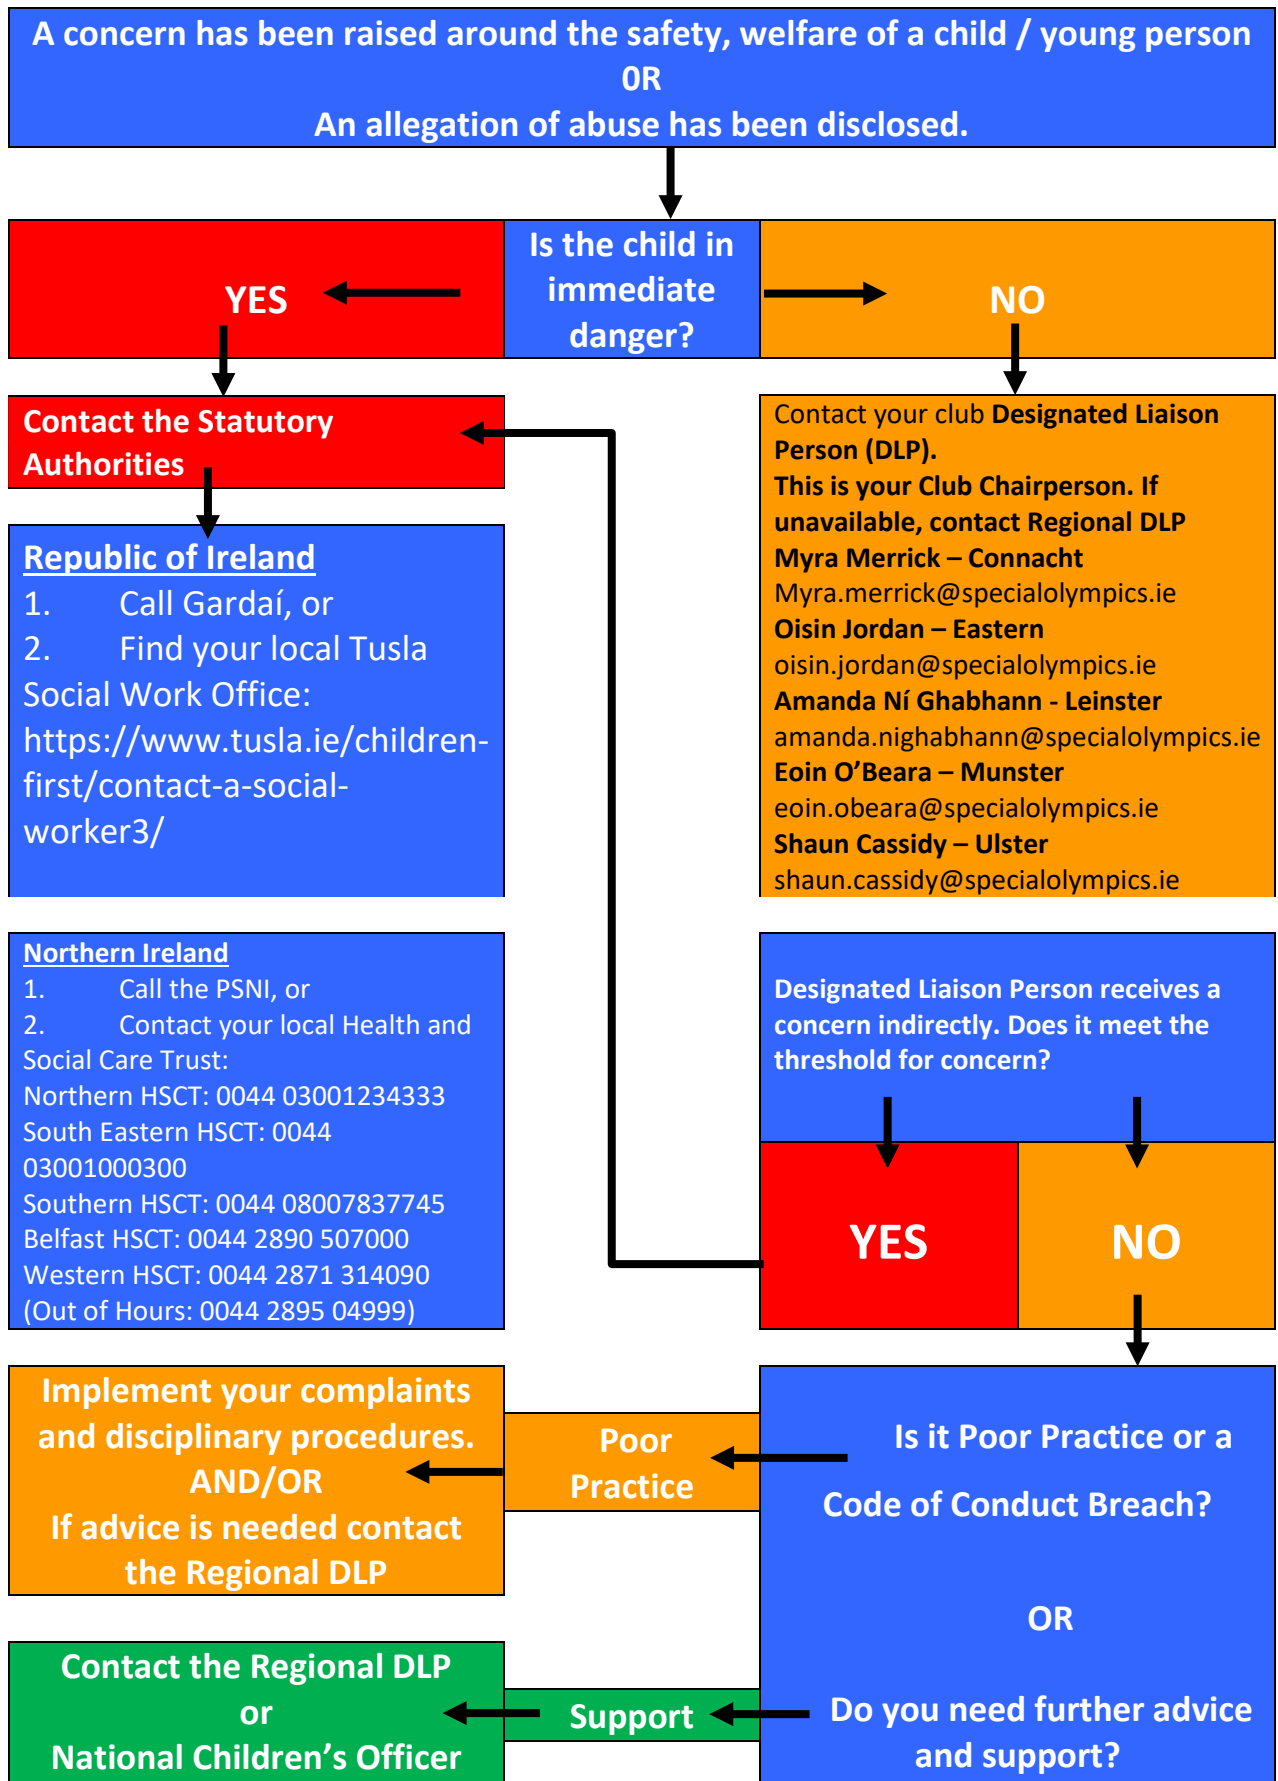 A concern has been raised around the safety, welfare of a child / young person
0R
An allegation of abuse has been disclosed.
Is the child in
immediate
danger?
YES
NO
Contact the Statutory
Authorities
Republic of Ireland
1. Call Gardaí, or
2. Find your local Tusla
Social Work Office:
https://www.tusla.ie/children-
first/contact-a-social-
worker3/
Contact your club Designated Liaison
Person (DLP).
This is your Club Chairperson. If
unavailable, contact Regional DLP
Myra Merrick – Connacht
Myra.merrick@specialolympics.ie
Oisin Jordan – Eastern
oisin.jordan@specialolympics.ie
Amanda Ní Ghabhann - Leinster
amanda.nighabhann@specialolympics.ie
Eoin O’Beara – Munster
eoin.obeara@specialolympics.ie
Shaun Cassidy – Ulster
shaun.cassidy@specialolympics.ie
Northern Ireland
1. Call the PSNI, or
2. Contact your local Health and
Social Care Trust:
Northern HSCT: 0044 03001234333
South Eastern HSCT: 0044
03001000300
Southern HSCT: 0044 08007837745
Belfast HSCT: 0044 2890 507000
Western HSCT: 0044 2871 314090
(Out of Hours: 0044 2895 04999)
Designated Liaison Person receives a
concern indirectly. Does it meet the
threshold for concern?
YES
NO
Implement your complaints
and disciplinary procedures.
AND/OR
If advice is needed contact
the Regional DLP
Poor
Practice
Is it Poor Practice or a
Code of Conduct Breach?
OR
Do you need further advice
and support?
Support
Contact the Regional DLP
or
National Children’s Officer